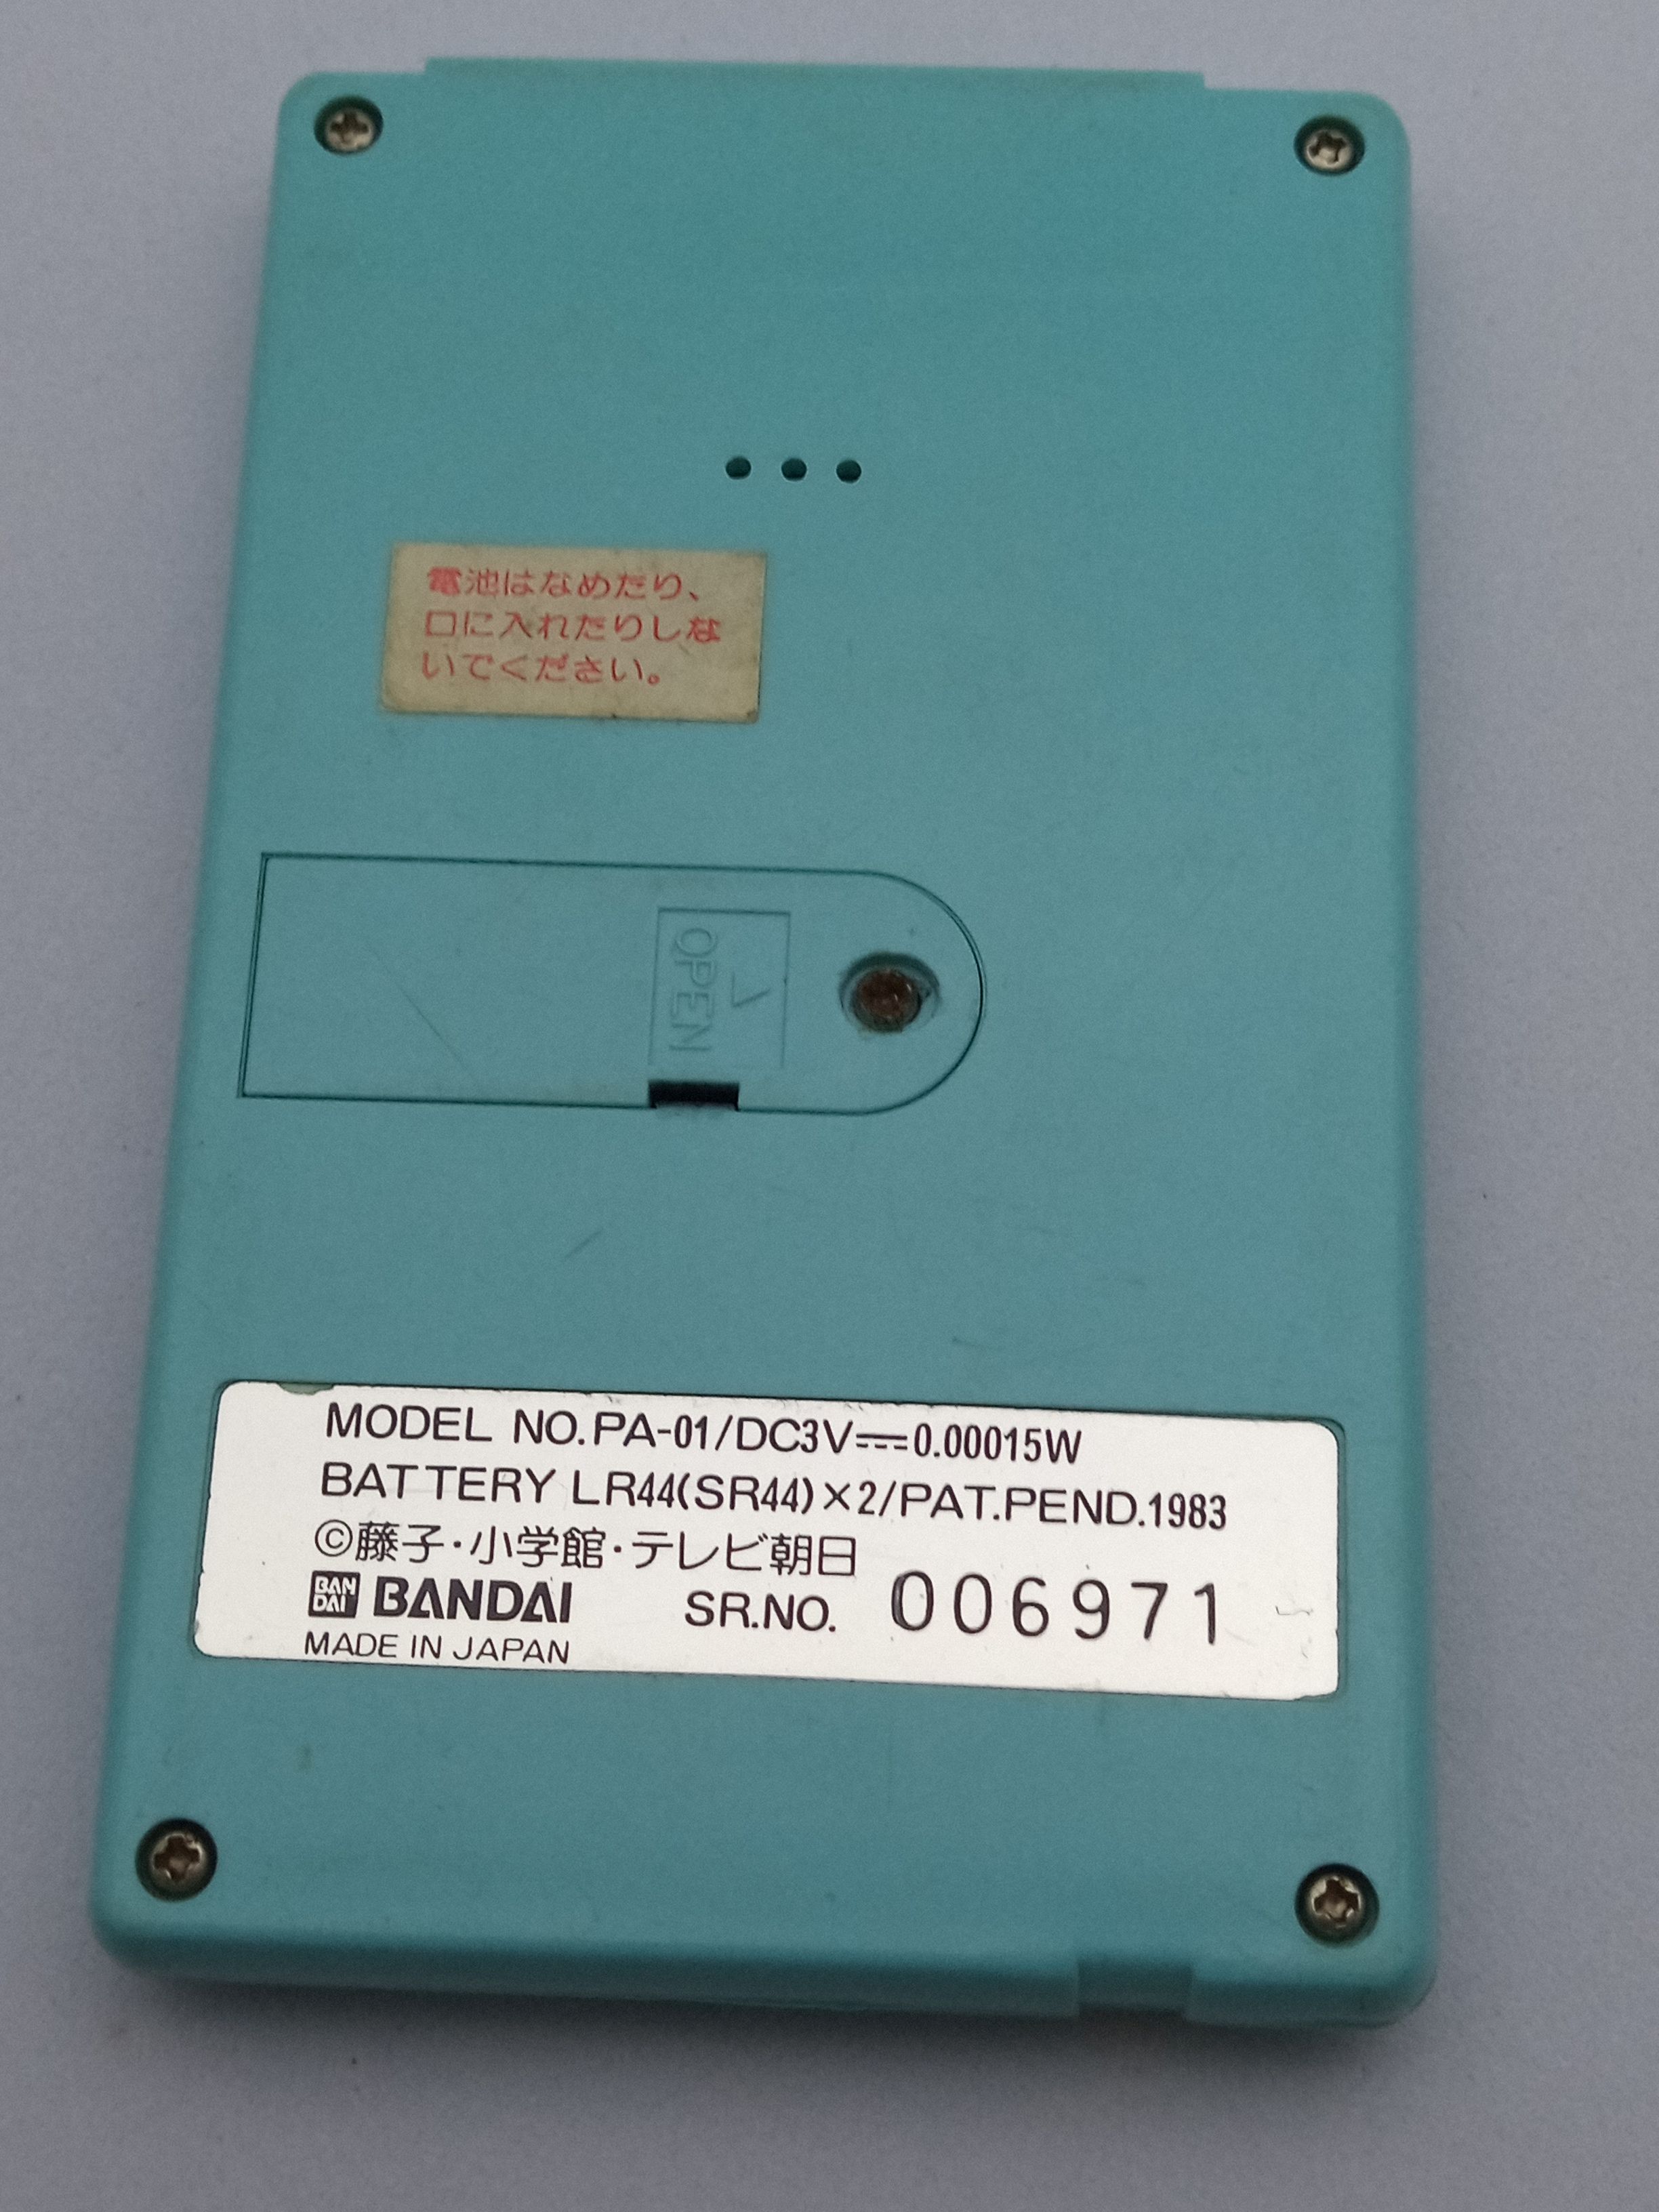 電池はなめたり、
口に入れたりしな
いでください。
OPEN
MODEL NO.PA-01/DC3V⎓0.00015W
BATTERY LR44(SR44)×2/PAT.PEND.1983
©藤子・小学館・テレビ朝日
BAN
DAI
BANDAI SR.NO. 006971
MADE IN JAPAN